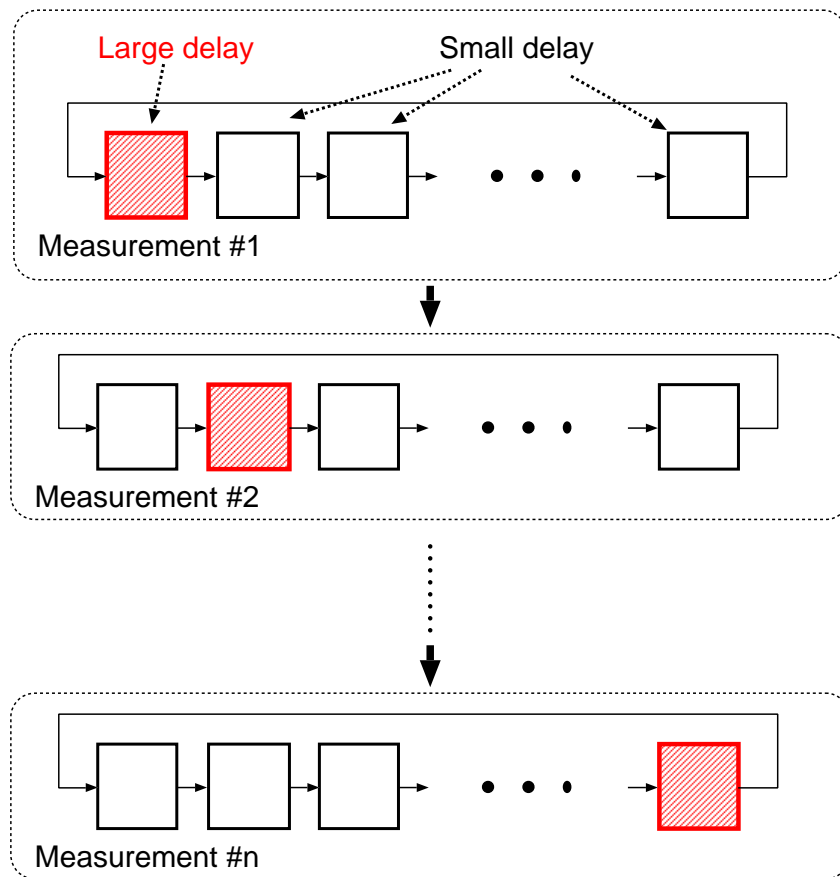 Large delay
Small delay
Measurement #1
Measurement #2
Measurement #n